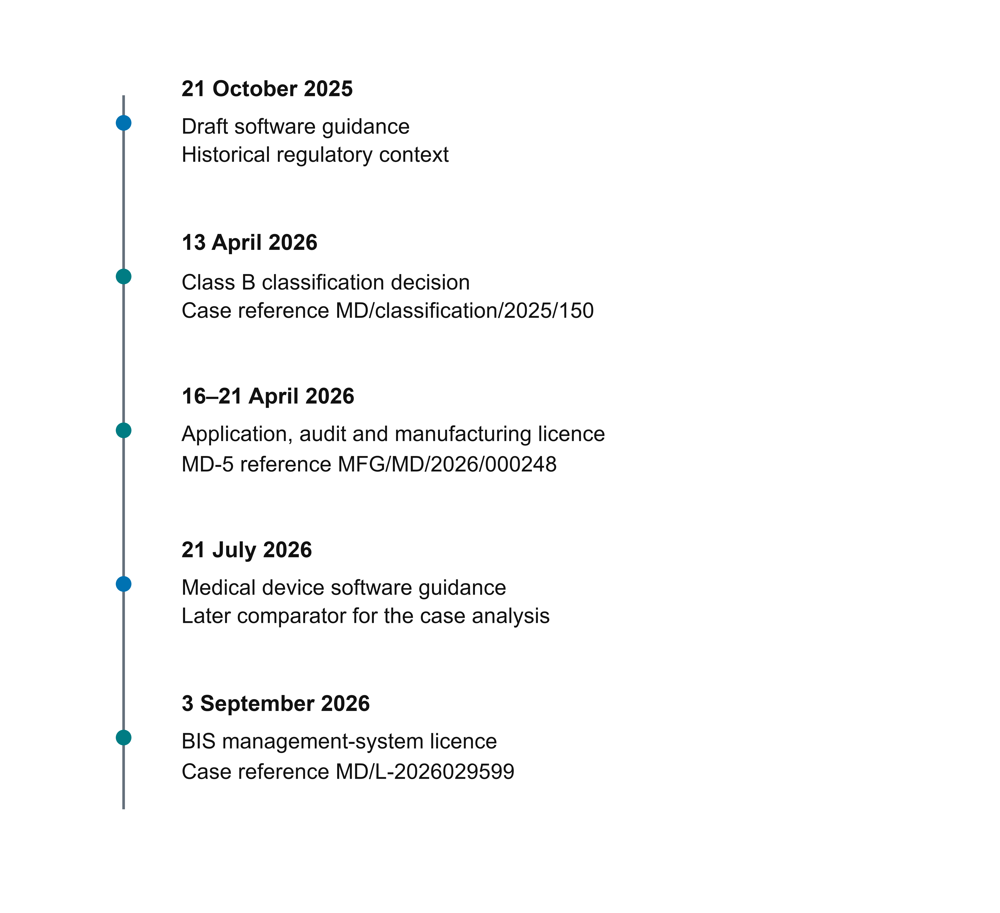 21 October 2025
Draft software guidance
Historical regulatory context
13 April 2026
Class B classification decision
Case reference MD/classification/2025/150
16–21 April 2026
Application, audit and manufacturing licence
MD-5 reference MFG/MD/2026/000248
21 July 2026
Medical device software guidance
Later comparator for the case analysis
3 September 2026
BIS management-system licence
Case reference MD/L-2026029599